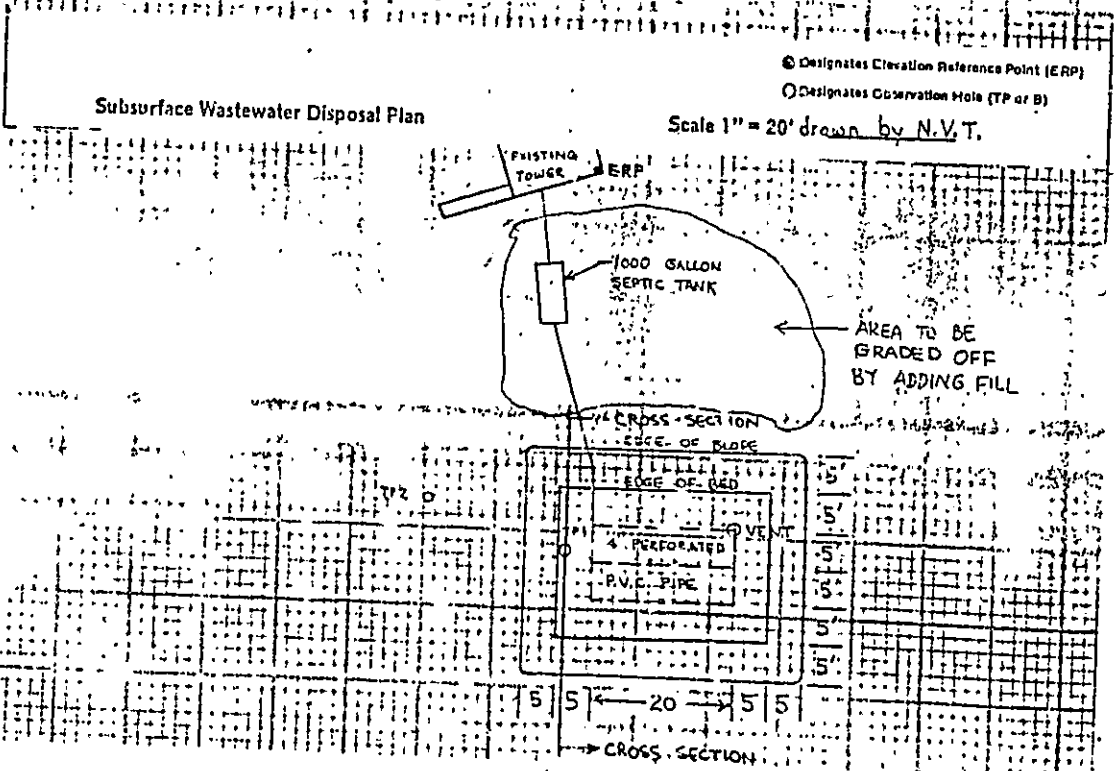 Designates Elevation Reference Point (ERP)
Designates Observation Hole (TP or B)
Subsurface Wastewater Disposal Plan
Scale 1" = 20' drawn by N.V.T.
EXISTING
TOWER
ERP
1000 GALLON
SEPTIC TANK
AREA TO BE
GRADED OFF
BY ADDING FILL
CROSS-SECTION
EDGE OF SLOPE
5'
EDGE OF BED
TP2
5'
VENT
4 PERFORATED
5'
P.V.C. PIPE
5'
5'
5'
5 5 20 5 5
CROSS-SECTION